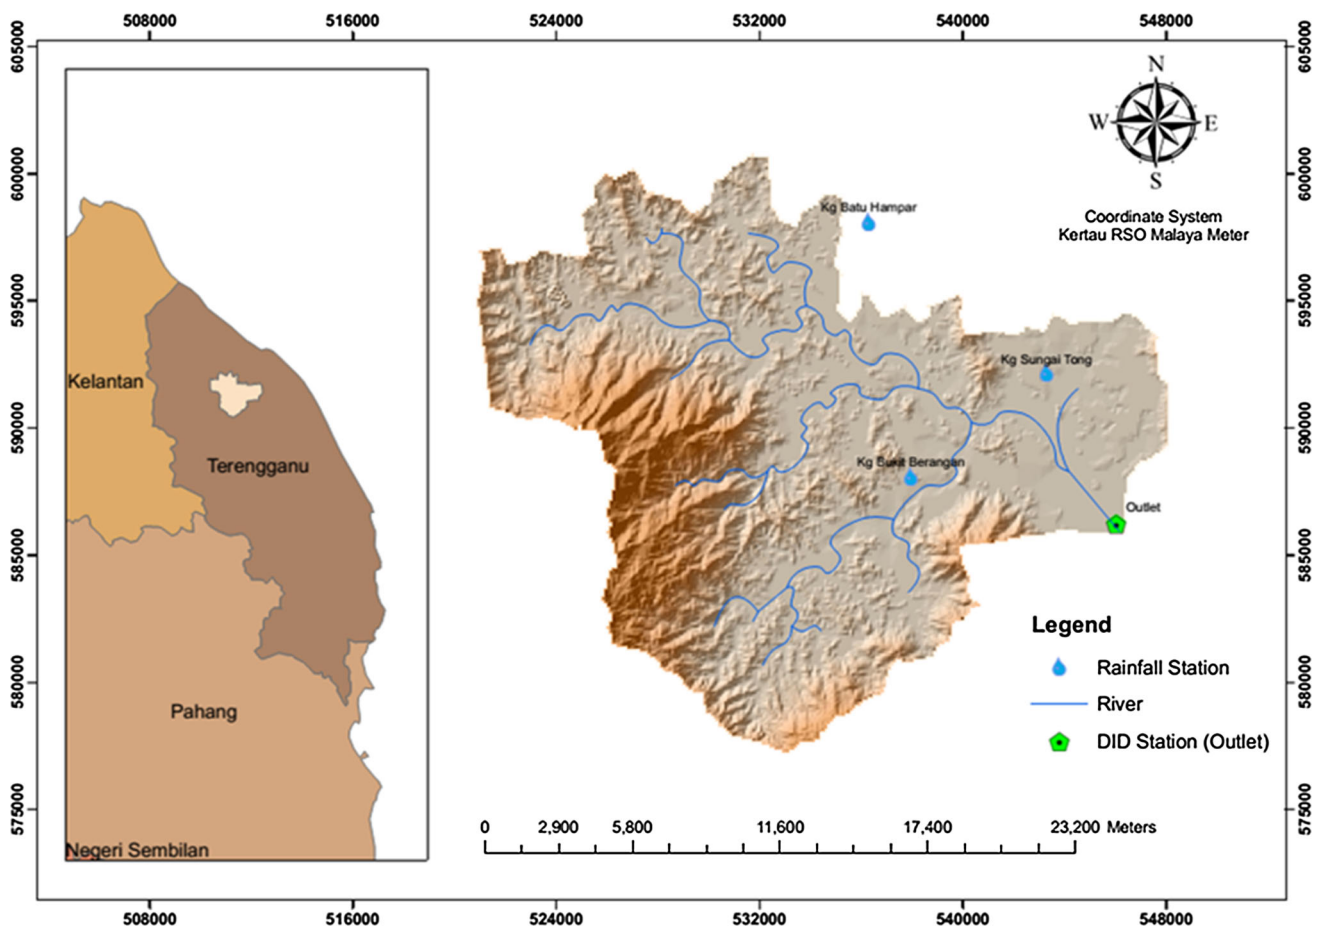 508000 516000 524000 532000 540000 548000
605000
600000
595000
590000
585000
580000
575000
Kelantan
Terengganu
Pahang
Negeri Sembilan
N
W E
S
Coordinate System
Kertau RSO Malaya Meter
Kg Batu Hampar
Kg Sungai Tong
Kg Bukit Berangan
Outlet
Legend
Rainfall Station
River
DID Station (Outlet)
0 2,900 5,800 11,600 17,400 23,200 Meters
605000
600000
595000
590000
585000
580000
575000
508000 516000 524000 532000 540000 548000